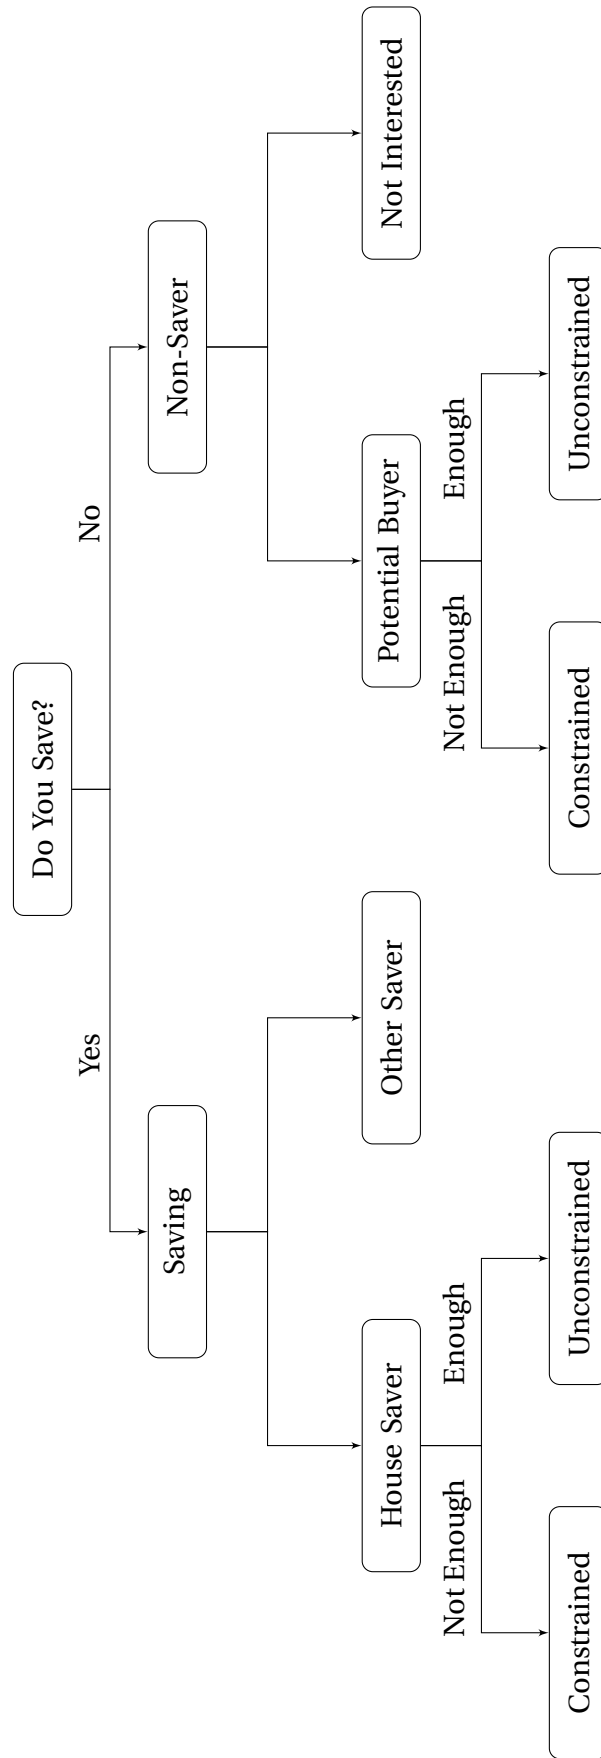 Do You Save?
Yes
No
Saving
Non-Saver
House Saver
Other Saver
Potential Buyer
Not Interested
Not Enough
Enough
Not Enough
Enough
Constrained
Unconstrained
Constrained
Unconstrained